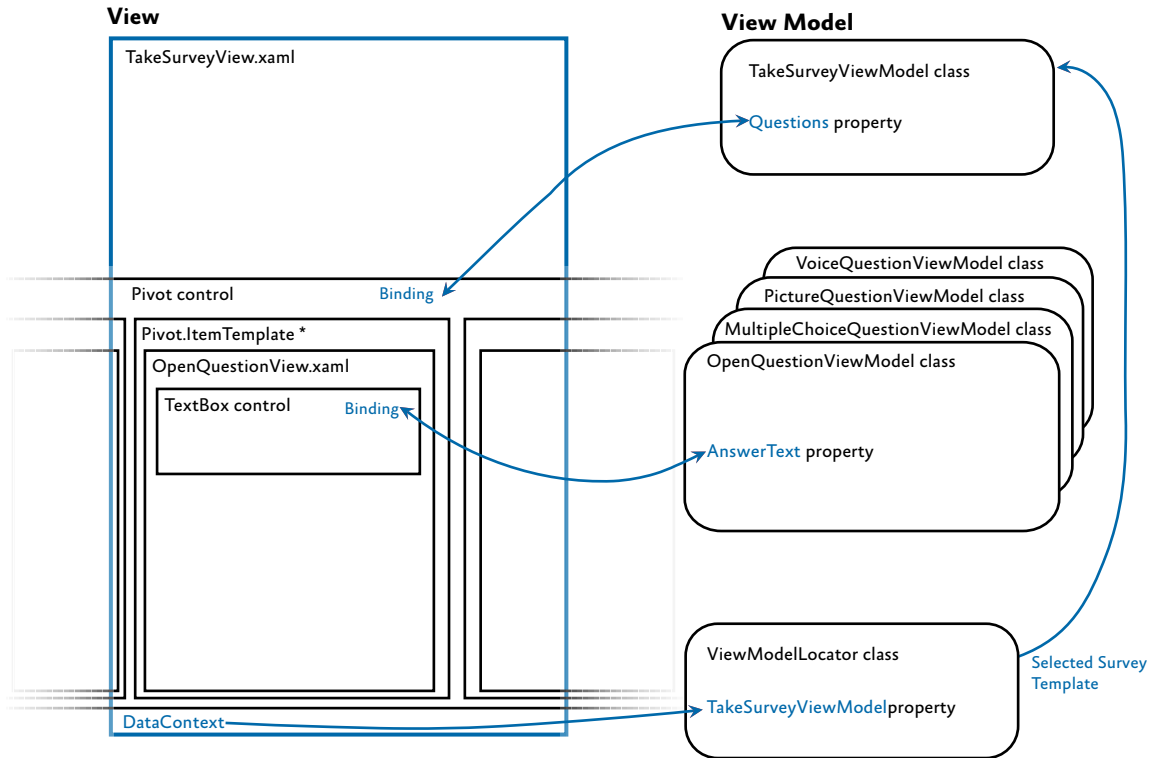 View
TakeSurveyView.xaml
Pivot control
Binding
Pivot.ItemTemplate *
OpenQuestionView.xaml
TextBox control
Binding
DataContext
View Model
TakeSurveyViewModel class
Questions property
VoiceQuestionViewModel class
PictureQuestionViewModel class
MultipleChoiceQuestionViewModel class
OpenQuestionViewModel class
AnswerText property
ViewModelLocator class
TakeSurveyViewModelproperty
Selected Survey
Template